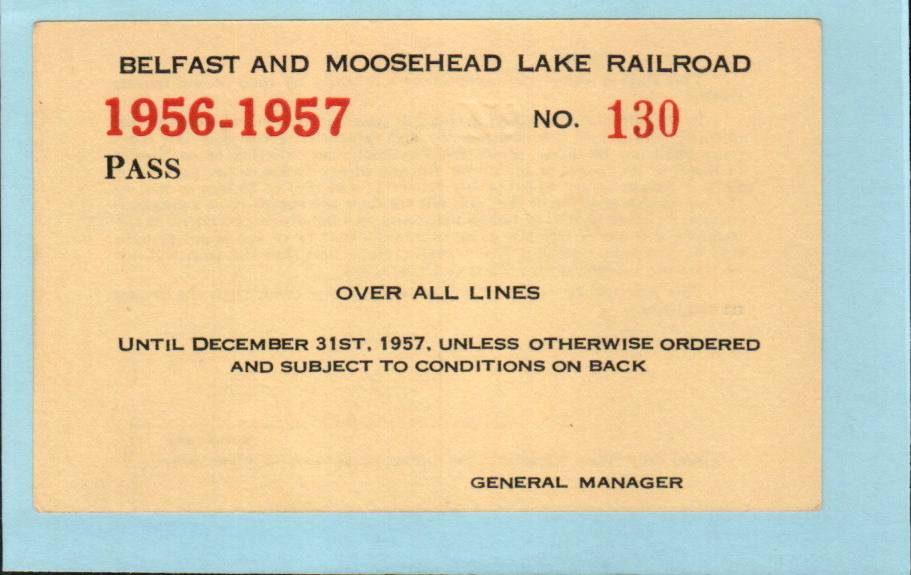 BELFAST AND MOOSEHEAD LAKE RAILROAD
1956-1957 NO. 130
PASS
OVER ALL LINES
UNTIL DECEMBER 31ST, 1957, UNLESS OTHERWISE ORDERED
AND SUBJECT TO CONDITIONS ON BACK
GENERAL MANAGER